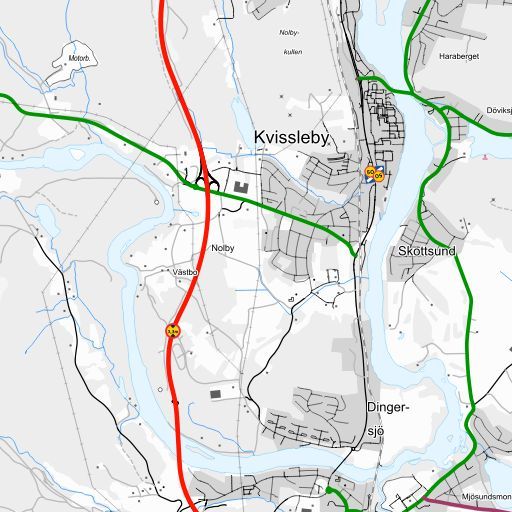 Nolby-
kullen
Motorb.
Haraberget
Döviksj
Kvissleby
Nolby
Skottsund
Västbo
Dinger-
sjö
Mjösundsmon